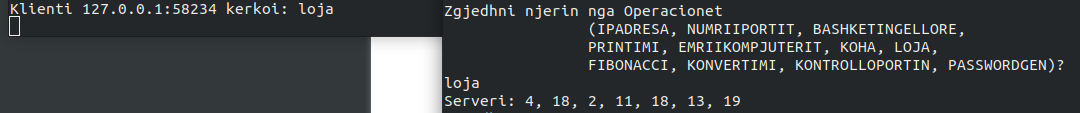 Klienti 127.0.0.1:58234 kerkoi: loja
Zgjedhni njerin nga Operacionet
(IPADRESA, NUMRIIPORTIT, BASHKETINGELLORE,
PRINTIMI, EMRIIKOMPJUTERIT, KOHA, LOJA,
FIBONACCI, KONVERTIMI, KONTROLLOPORTIN, PASSWORDGEN)?
loja
Serveri: 4, 18, 2, 11, 18, 13, 19